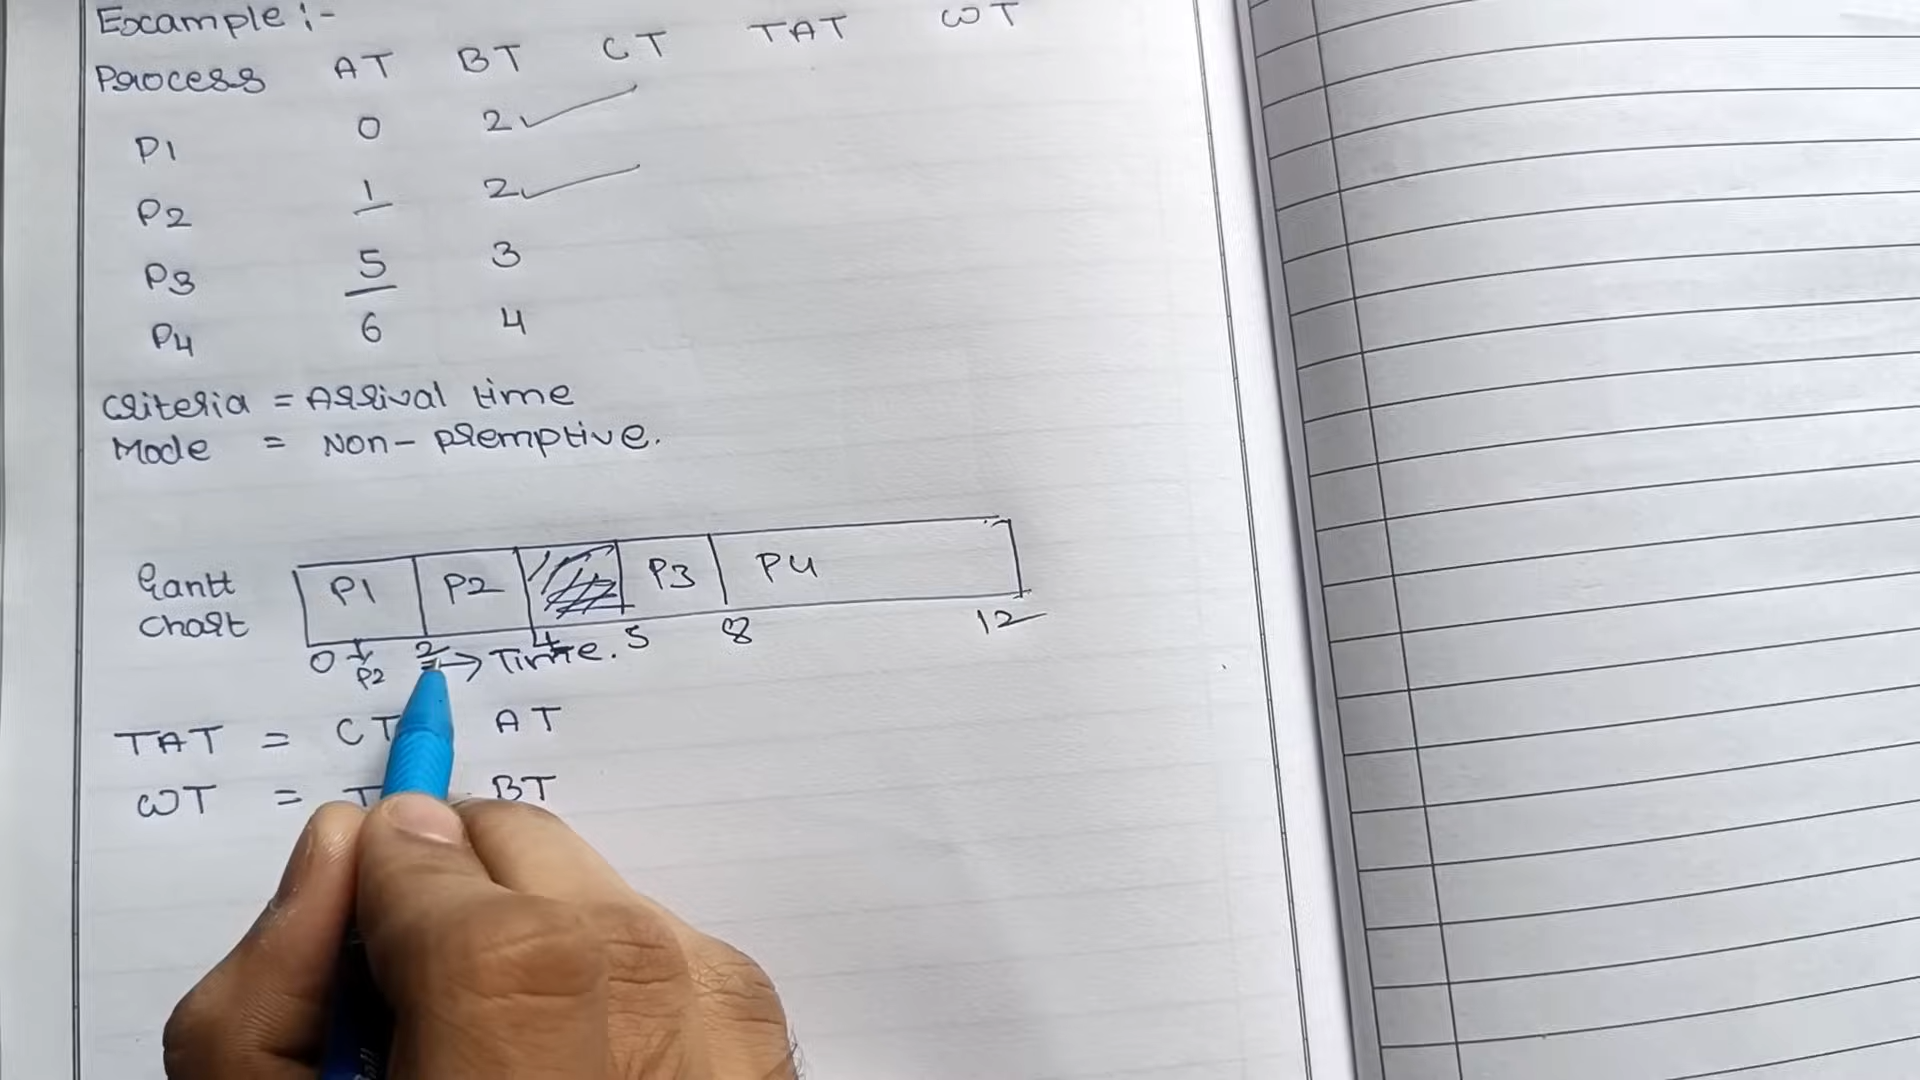 Example :-
Process AT BT CT TAT WT
P1 0 2
P2 1 2
P3 5 3
P4 6 4
Criteria = Arrival time
Mode = Non-premptive.
Gantt P1 P2 P3 P4
Chart
0 1 2 4 5 8 12
P2 → Time.
TAT = CT AT
WT = T - BT